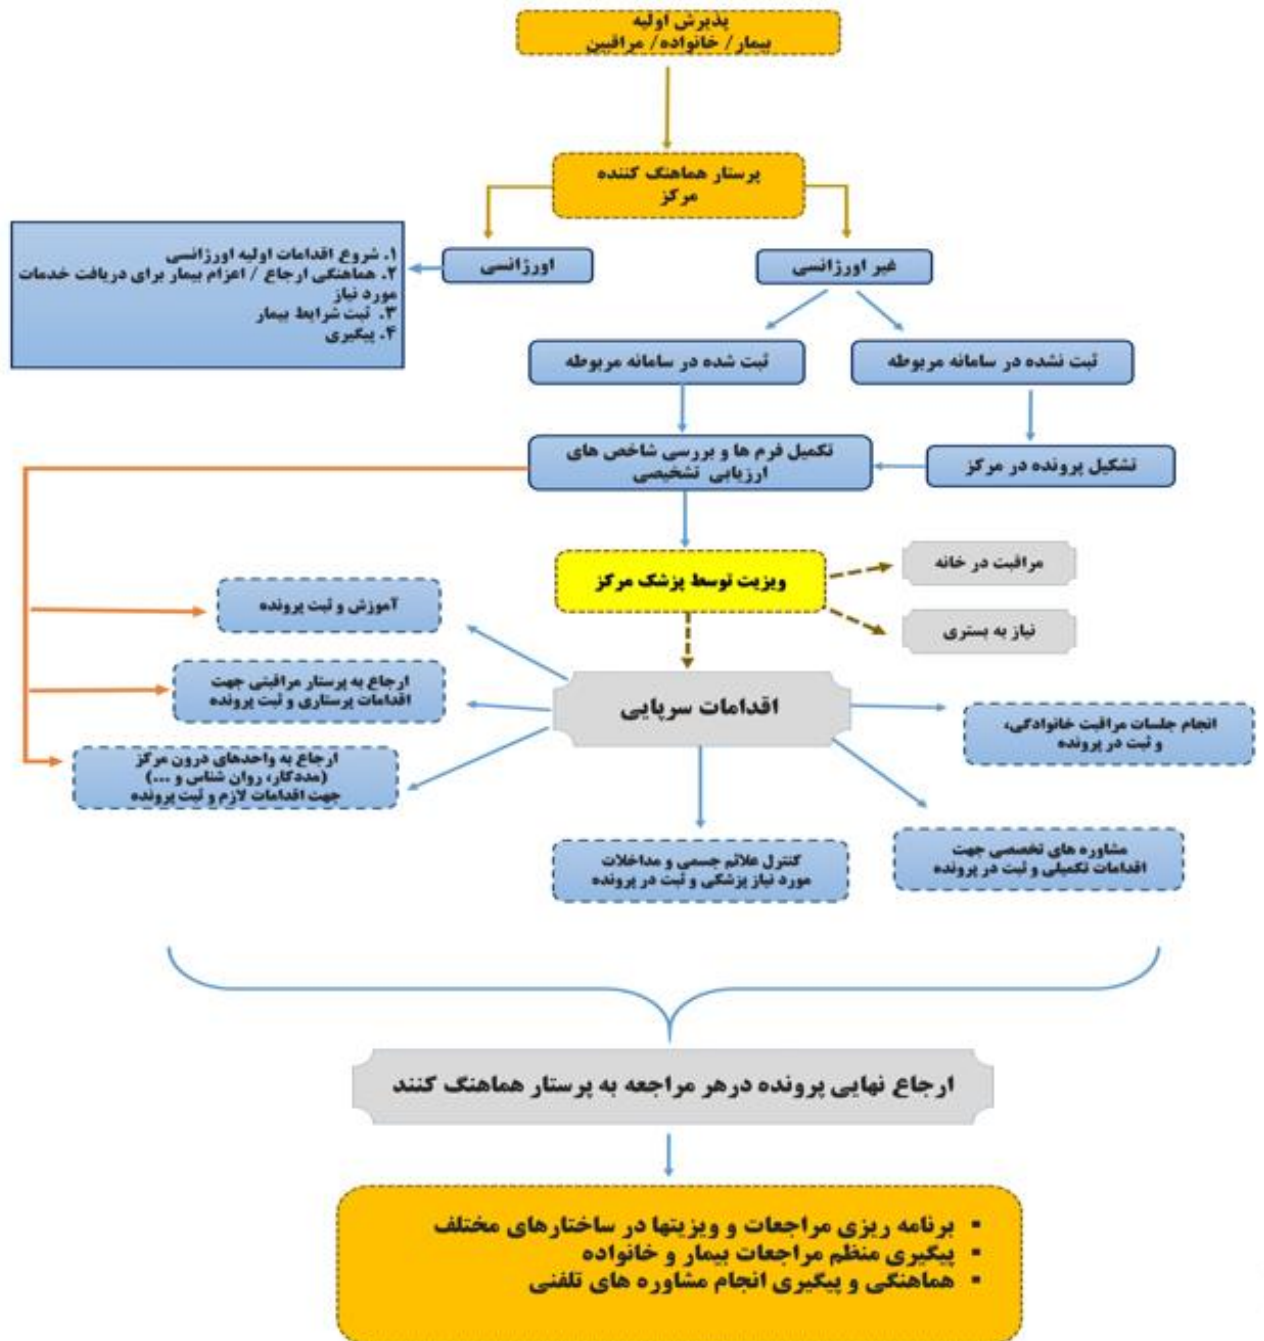 پذیرش اولیه
بیمار/ خانواده/ مراقبین
پرستار هماهنگ کننده
مرکز
اورژانسی
غیر اورژانسی
۱. شروع اقدامات اولیه اورژانسی
۲. هماهنگی ارجاع / اعزام بیمار برای دریافت خدمات
مورد نیاز
۳. ثبت شرایط بیمار
۴. پیگیری
ثبت نشده در سامانه مربوطه
ثبت شده در سامانه مربوطه
تشکیل پرونده در مرکز
تکمیل فرم ها و بررسی شاخص های
ارزیابی تشخیصی
ویزیت توسط پزشک مرکز
مراقبت در خانه
نیاز به بستری
آموزش و ثبت پرونده
ارجاع به پرستار مراقبتی جهت
اقدامات پرستاری و ثبت پرونده
ارجاع به واحدهای درون مرکز
(مددکار، روان شناس و ...)
جهت اقدامات لازم و ثبت پرونده
اقدامات سرپایی
انجام جلسات مراقبت خانوادگی،
و ثبت در پرونده
مشاوره های تخصصی جهت
اقدامات تکمیلی و ثبت در پرونده
کنترل علائم جسمی و مداخلات
مورد نیاز پزشکی و ثبت در پرونده
ارجاع نهایی پرونده درهر مراجعه به پرستار هماهنگ کنند
▪ برنامه ریزی مراجعات و ویزیتها در ساختارهای مختلف
▪ پیگیری منظم مراجعات بیمار و خانواده
▪ هماهنگی و پیگیری انجام مشاوره های تلفنی